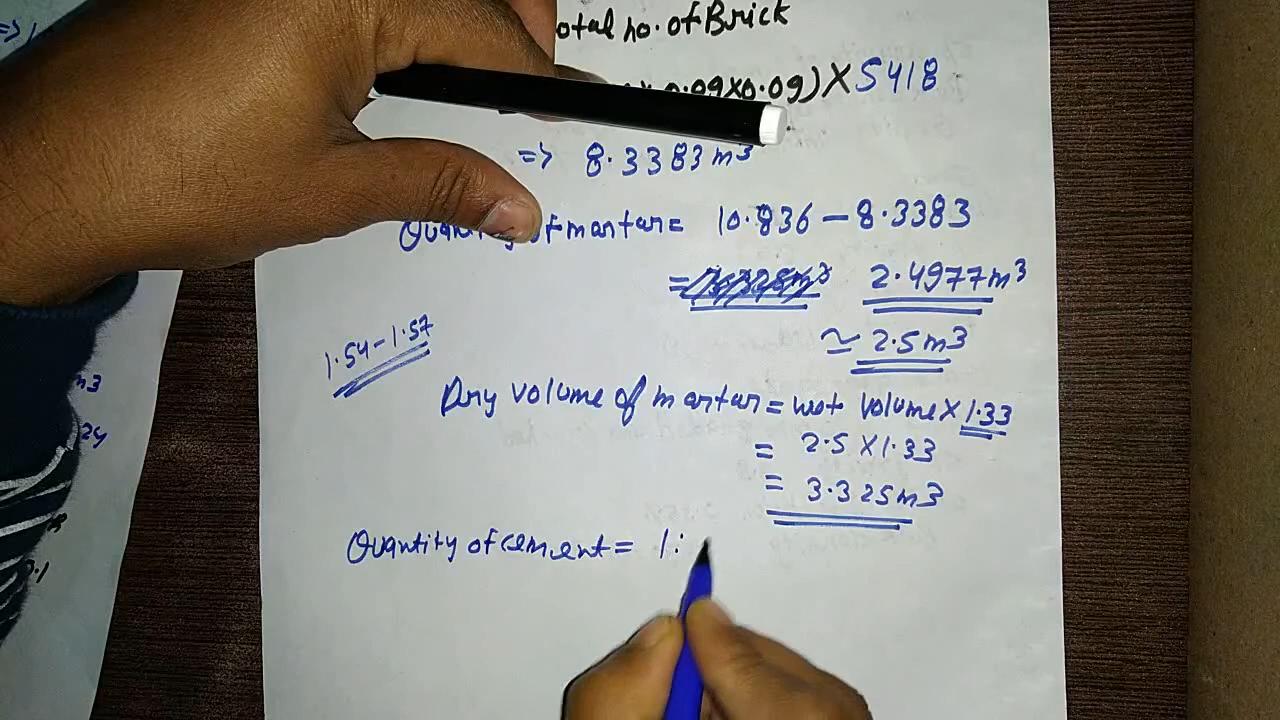 otal no. of Brick
0.09x0.09) X 5418
=> 8.3383 m³
Quantity of mortar = 10.836 – 8.3383
= 2.4977 m³
≃ 2.5 m³
1.54 - 1.57
Dry volume of mortar = wet volume X 1.33
= 2.5 X 1.33
= 3.325 m3
Quantity of cement = 1: